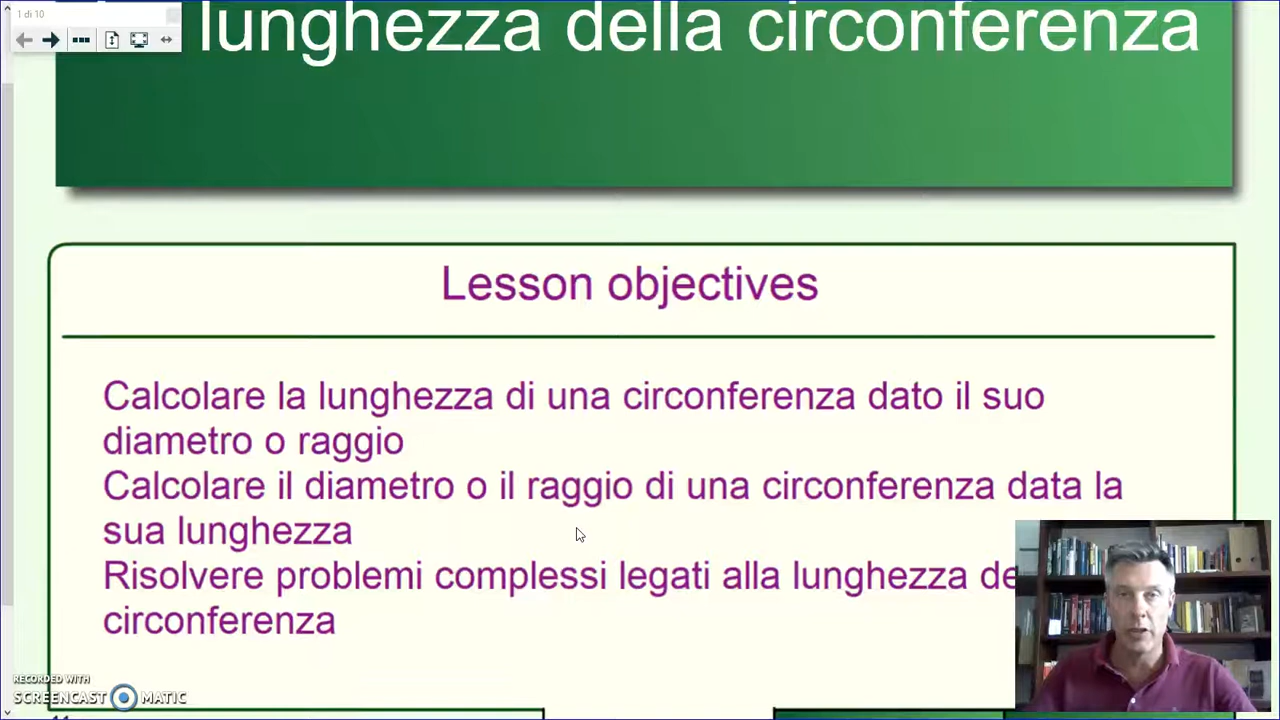 1 di 10
lunghezza della circonferenza
Lesson objectives
Calcolare la lunghezza di una circonferenza dato il suo
diametro o raggio
Calcolare il diametro o il raggio di una circonferenza data la
sua lunghezza
Risolvere problemi complessi legati alla lunghezza de
circonferenza
RECORDED WITH
SCREENCAST MATIC